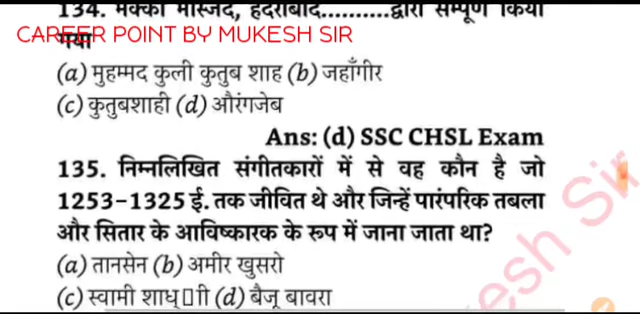 134. मक्का मस्जिद, हैदराबाद..........द्वारा सम्पूर्ण किया
गया
CAREER POINT BY MUKESH SIR
(a) मुहम्मद कुली कुतुब शाह (b) जहाँगीर
(c) कुतुबशाही (d) औरंगजेब
Ans: (d) SSC CHSL Exam
135. निम्नलिखित संगीतकारों में से वह कौन है जो
1253-1325 ई. तक जीवित थे और जिन्हें पारंपरिक तबला
और सितार के आविष्कारक के रूप में जाना जाता था?
(a) तानसेन (b) अमीर खुसरो
(c) स्वामी शाध्□ाी (d) बैजू बावरा
esh Sir